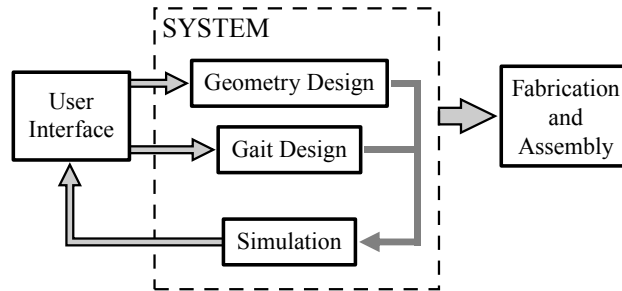 SYSTEM
User
Interface
Geometry Design
Gait Design
Simulation
Fabrication
and
Assembly